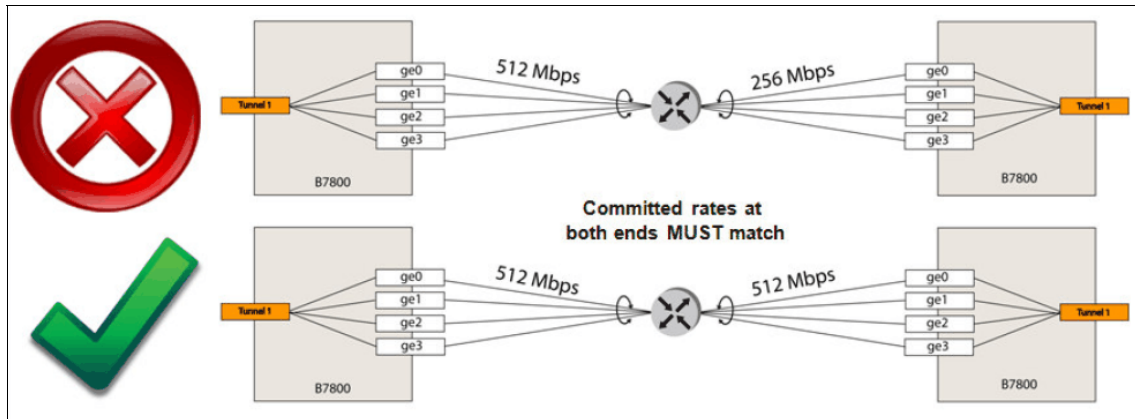 512 Mbps 256 Mbps
ge0 ge0
ge1 ge1
Tunnel 1 Tunnel 1
ge2 ge2
ge3 ge3
B7800 B7800
Committed rates at
both ends MUST match
512 Mbps 512 Mbps
ge0 ge0
ge1 ge1
Tunnel 1 Tunnel 1
ge2 ge2
ge3 ge3
B7800 B7800